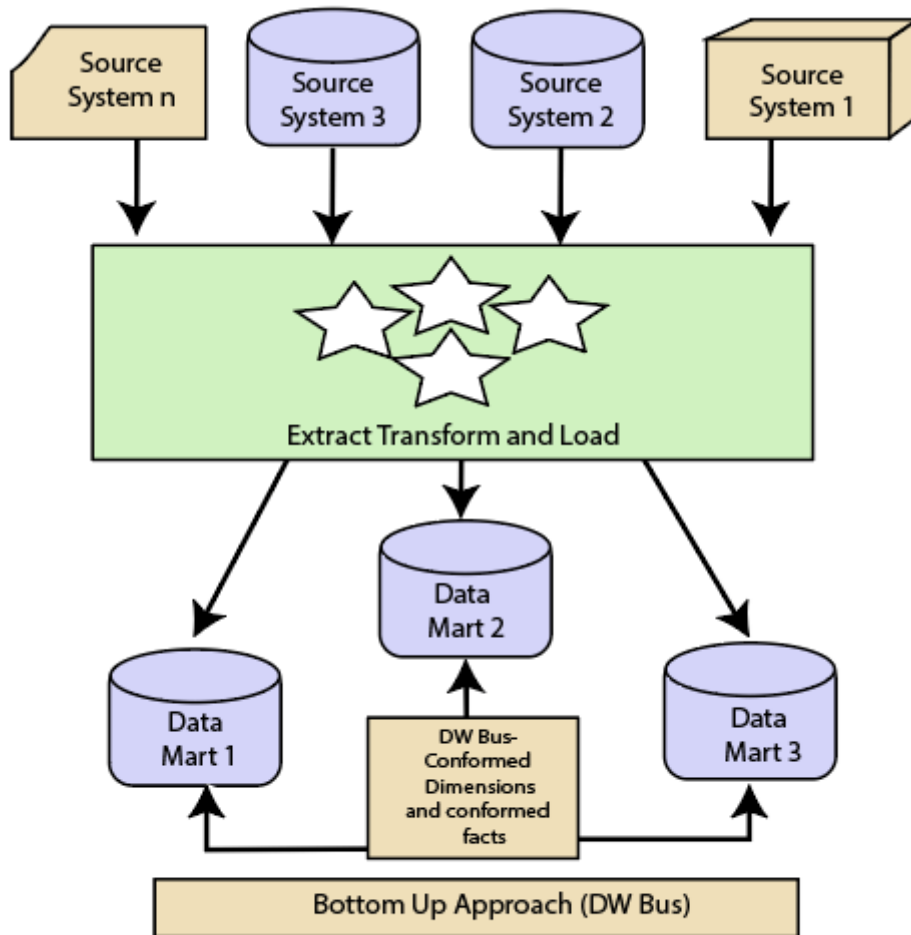 Source
System n
Source
System 3
Source
System 2
Source
System 1
Extract Transform and Load
Data
Mart 2
Data
Mart 1
Data
Mart 3
DW Bus-
Conformed
Dimensions
and conformed
facts
Bottom Up Approach (DW Bus)